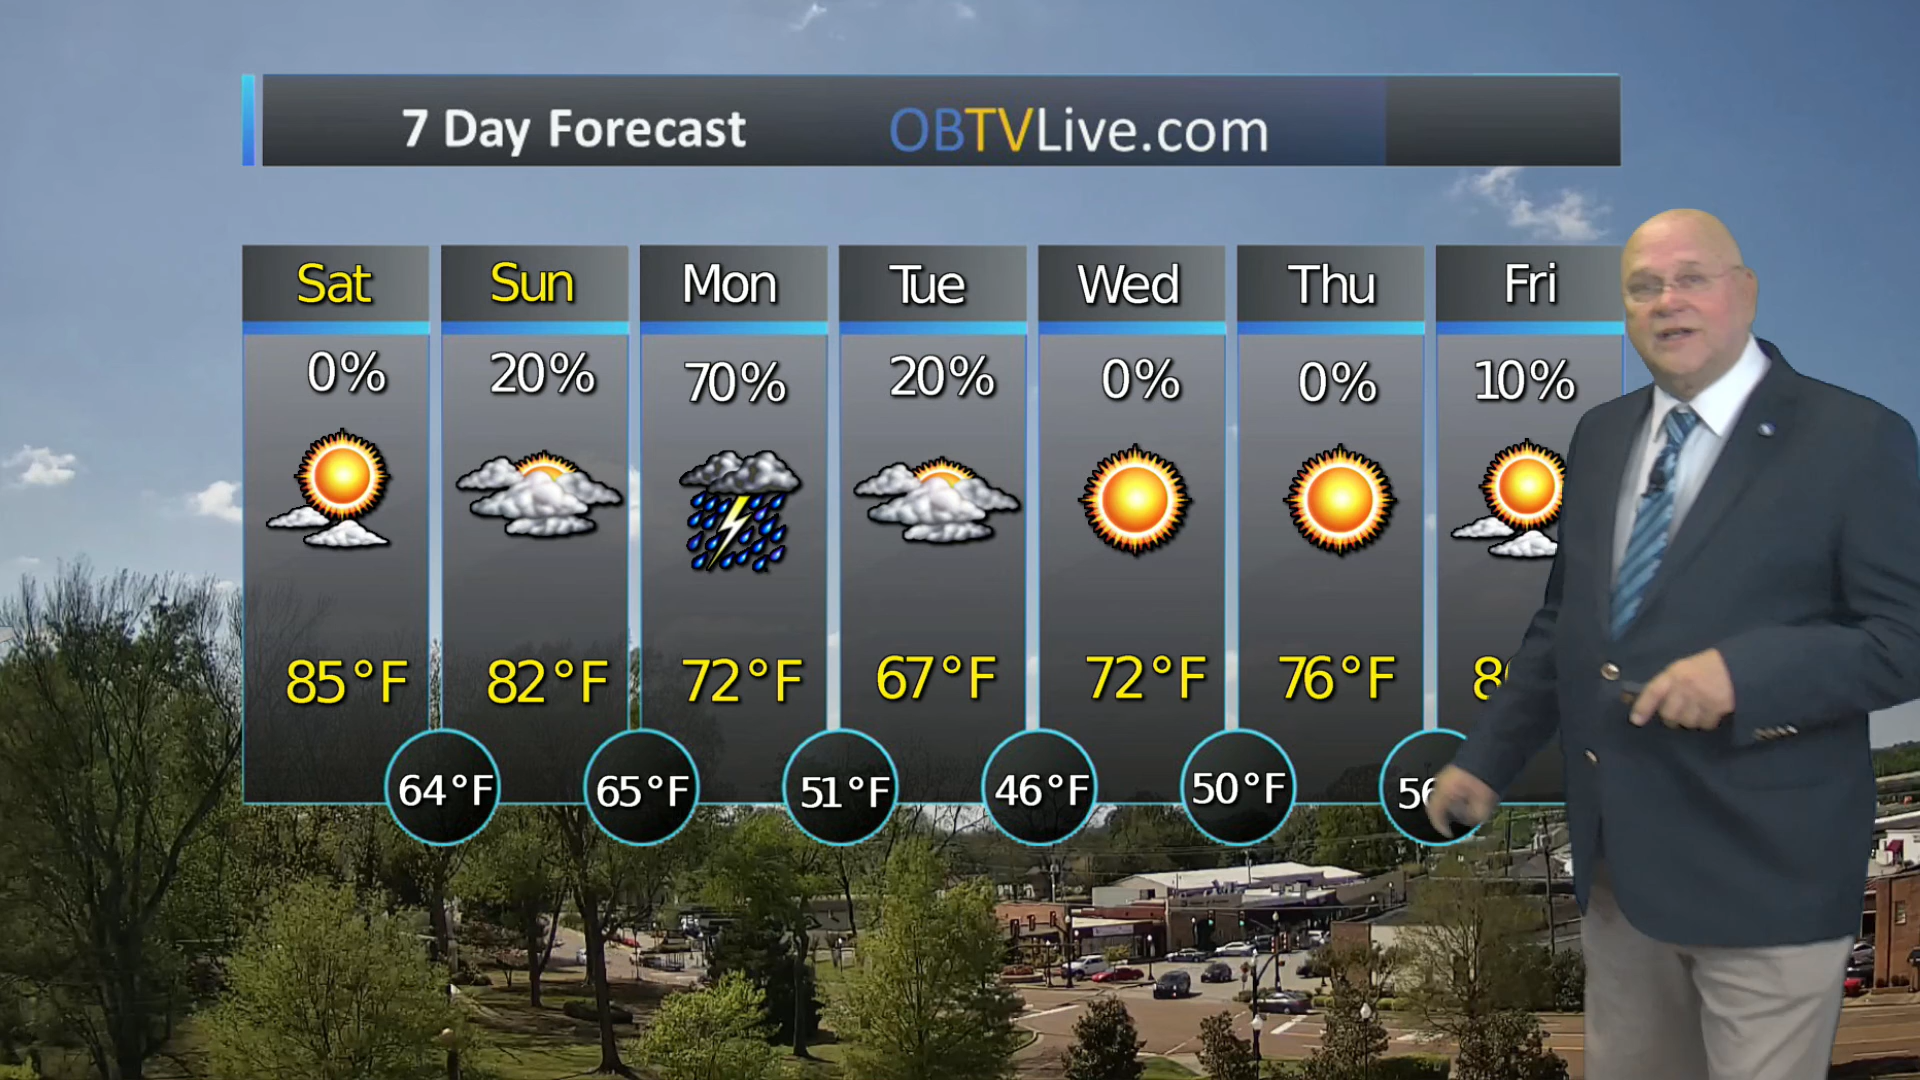 7 Day Forecast OBTVLive.com
Sat Sun Mon Tue Wed Thu Fri
0% 20% 70% 20% 0% 0% 10%
85°F 82°F 72°F 67°F 72°F 76°F
64°F 65°F 51°F 46°F 50°F